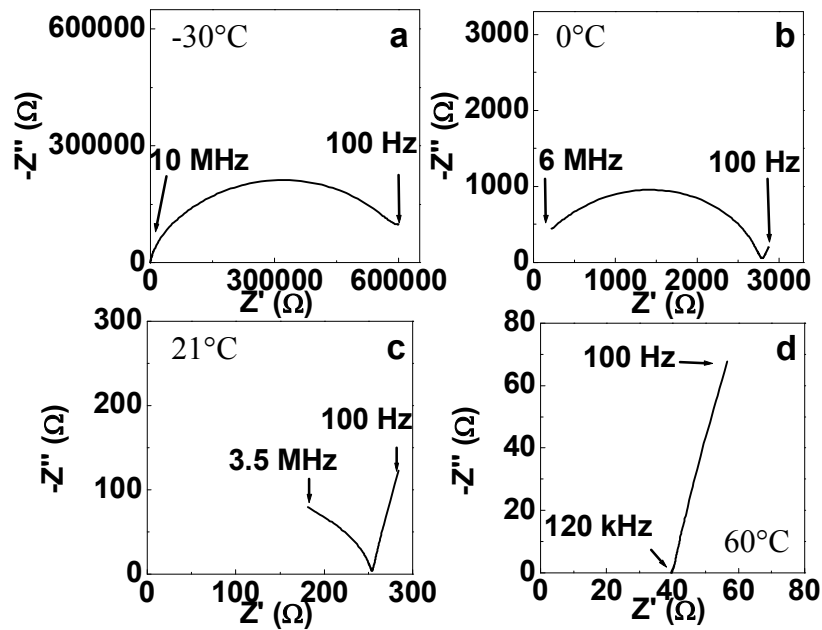 -30°C
a
10 MHz
100 Hz
-Z'' (Ω)
600000
300000
0
0 300000 600000
Z' (Ω)
0°C
b
6 MHz
100 Hz
-Z'' (Ω)
3000
2000
1000
0
0 1000 2000 3000
Z' (Ω)
21°C
c
3.5 MHz
100 Hz
-Z'' (Ω)
300
200
100
0
0 100 200 300
Z' (Ω)
d
100 Hz
120 kHz
60°C
-Z'' (Ω)
80
60
40
20
0
0 20 40 60 80
Z' (Ω)